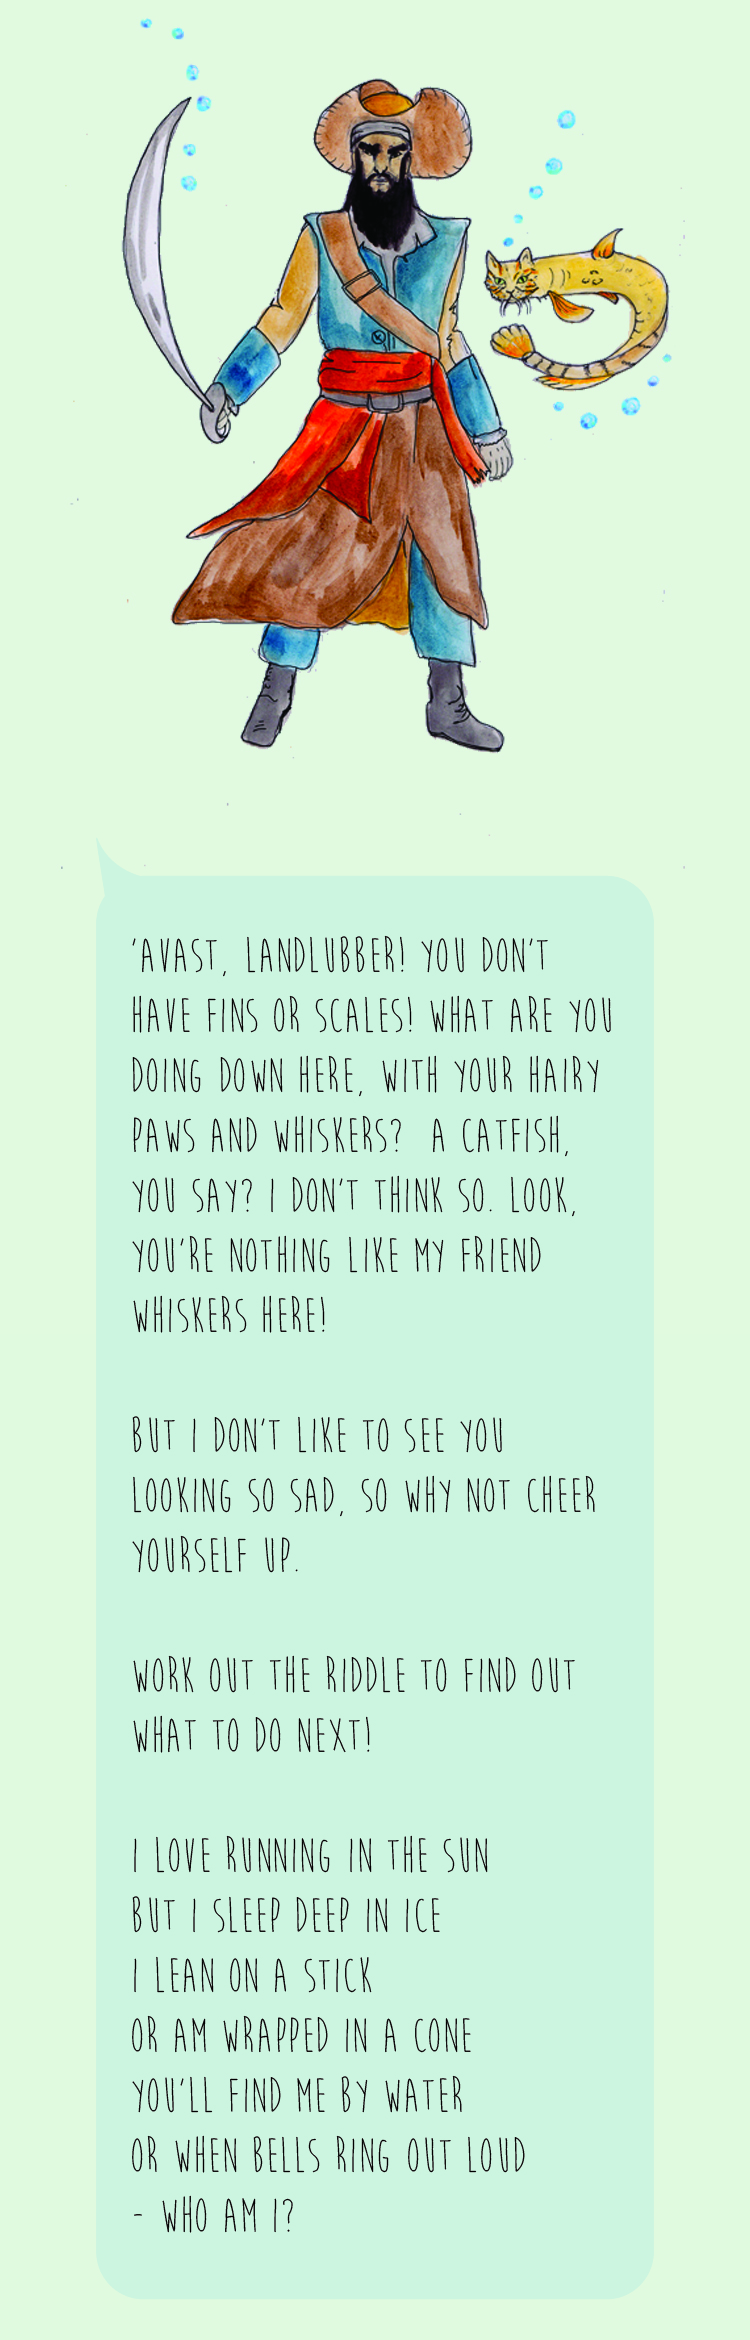 'AVAST, LANDLUBBER! YOU DON'T
HAVE FINS OR SCALES! WHAT ARE YOU
DOING DOWN HERE, WITH YOUR HAIRY
PAWS AND WHISKERS?  A CATFISH,
YOU SAY? I DON'T THINK SO. LOOK,
YOU'RE NOTHING LIKE MY FRIEND
WHISKERS HERE!
BUT I DON'T LIKE TO SEE YOU
LOOKING SO SAD, SO WHY NOT CHEER
YOURSELF UP.
WORK OUT THE RIDDLE TO FIND OUT
WHAT TO DO NEXT!
I LOVE RUNNING IN THE SUN
BUT I SLEEP DEEP IN ICE
I LEAN ON A STICK
OR AM WRAPPED IN A CONE
YOU'LL FIND ME BY WATER
OR WHEN BELLS RING OUT LOUD
- WHO AM I?